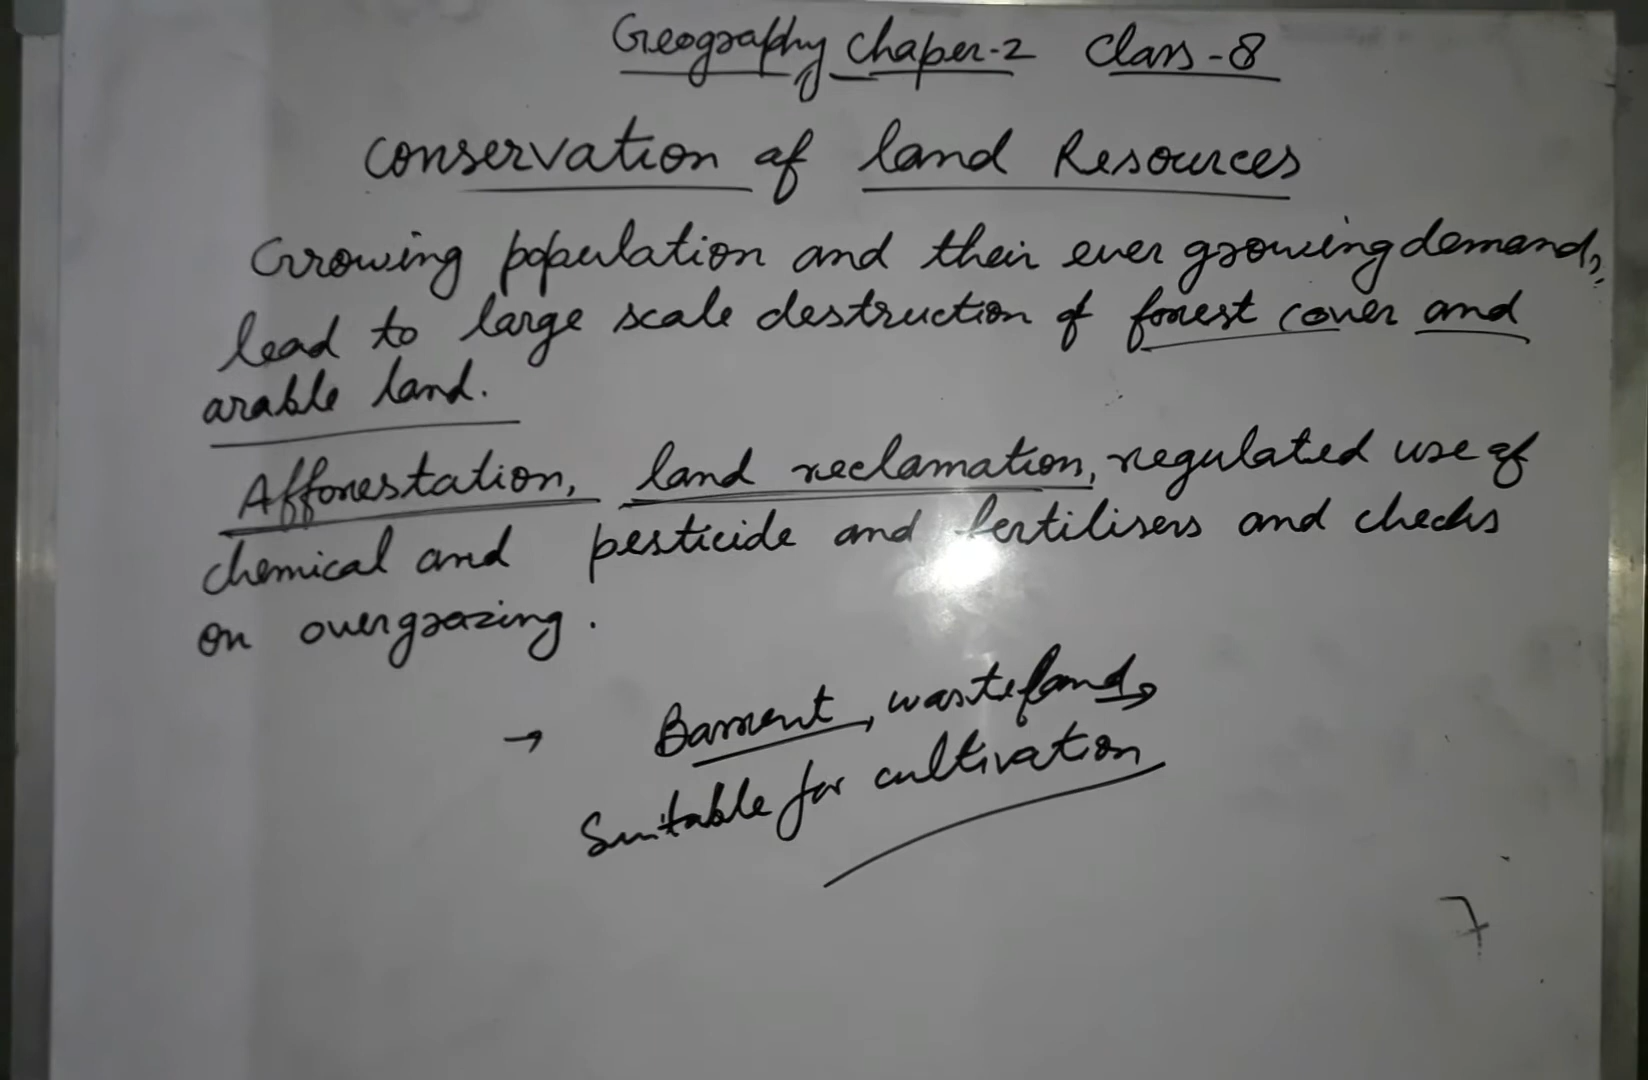 Geography Chaper-2 Class-8
Conservation of land Resources
Growing population and their ever growing demand,
lead to large scale destruction of forest cover and
arable land.
Afforestation, land reclamation, regulated use of
chemical and pesticide and fertilisers and checks
on overgrazing.
→ Barrent, wasteland,
Suitable for cultivation
7